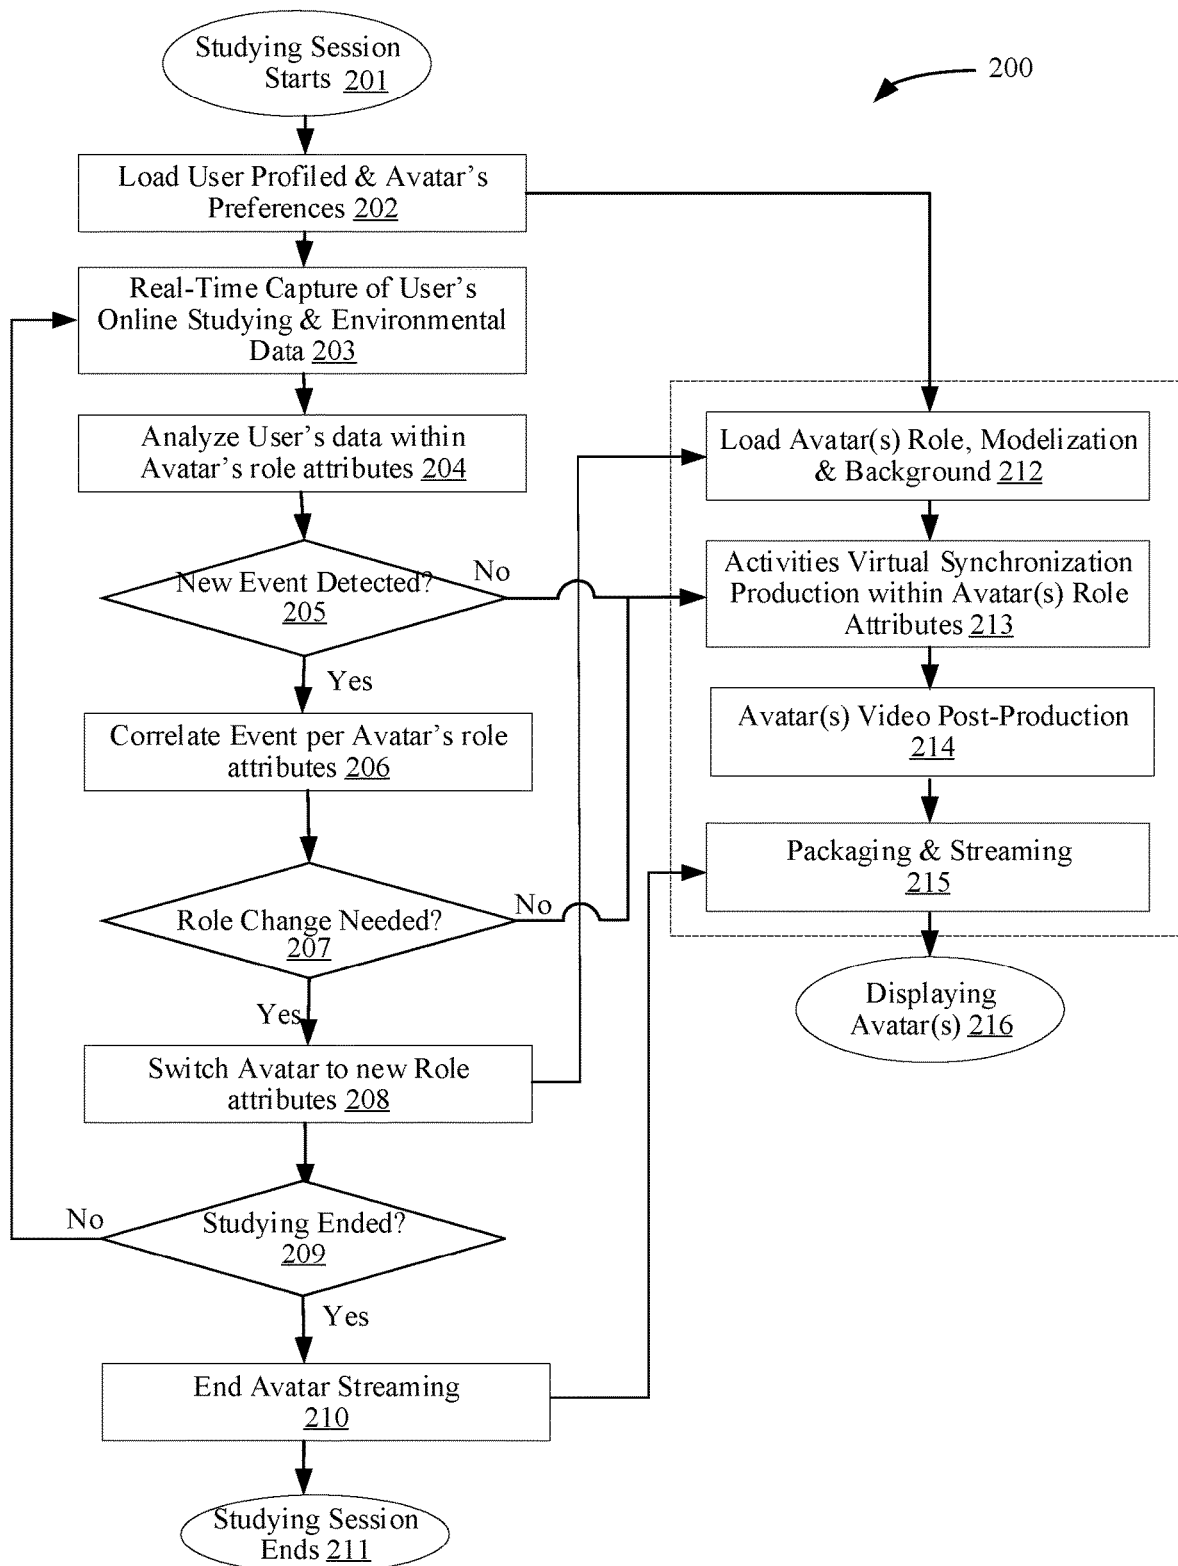 Studying Session
Starts 201
200
Load User Profiled & Avatar's
Preferences 202
Real-Time Capture of User's
Online Studying & Environmental
Data 203
Analyze User's data within
Avatar's role attributes 204
New Event Detected?
205
No
Yes
Correlate Event per Avatar's role
attributes 206
Role Change Needed?
207
No
Yes
Switch Avatar to new Role
attributes 208
Studying Ended?
209
No
Yes
End Avatar Streaming
210
Studying Session
Ends 211
Load Avatar(s) Role, Modelization
& Background 212
Activities Virtual Synchronization
Production within Avatar(s) Role
Attributes 213
Avatar(s) Video Post-Production
214
Packaging & Streaming
215
Displaying
Avatar(s) 216